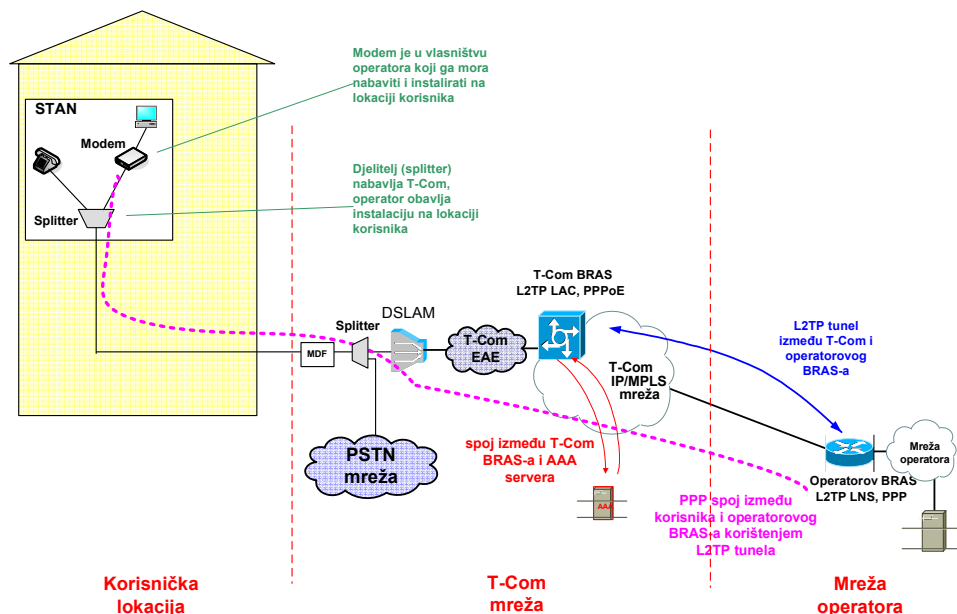 Modem je u vlasništvu
operatora koji ga mora
nabaviti i instalirati na
lokaciji korisnika
STAN
Modem
Djelitelj (splitter)
nabavlja T-Com,
operator obavlja
instalaciju na lokaciji
korisnika
Splitter
T-Com BRAS
L2TP LAC, PPPoE
DSLAM
Splitter
MDF
T-Com
EAE
T-Com
IP/MPLS
mreža
L2TP tunel
između T-Com i
operatorovog
BRAS-a
PSTN
mreža
spoj između T-Com
BRAS-a i AAA
servera
AAA
Mreža
operatora
Operatorov BRAS
L2TP LNS, PPP
PPP spoj između
korisnika i operatorovog
BRAS-a korištenjem
L2TP tunela
Korisnička
lokacija
T-Com
mreža
Mreža
operatora